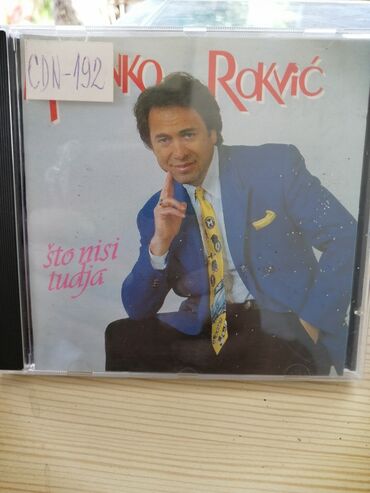 CDN-192
ROKVIĆ
što nisi
tudja